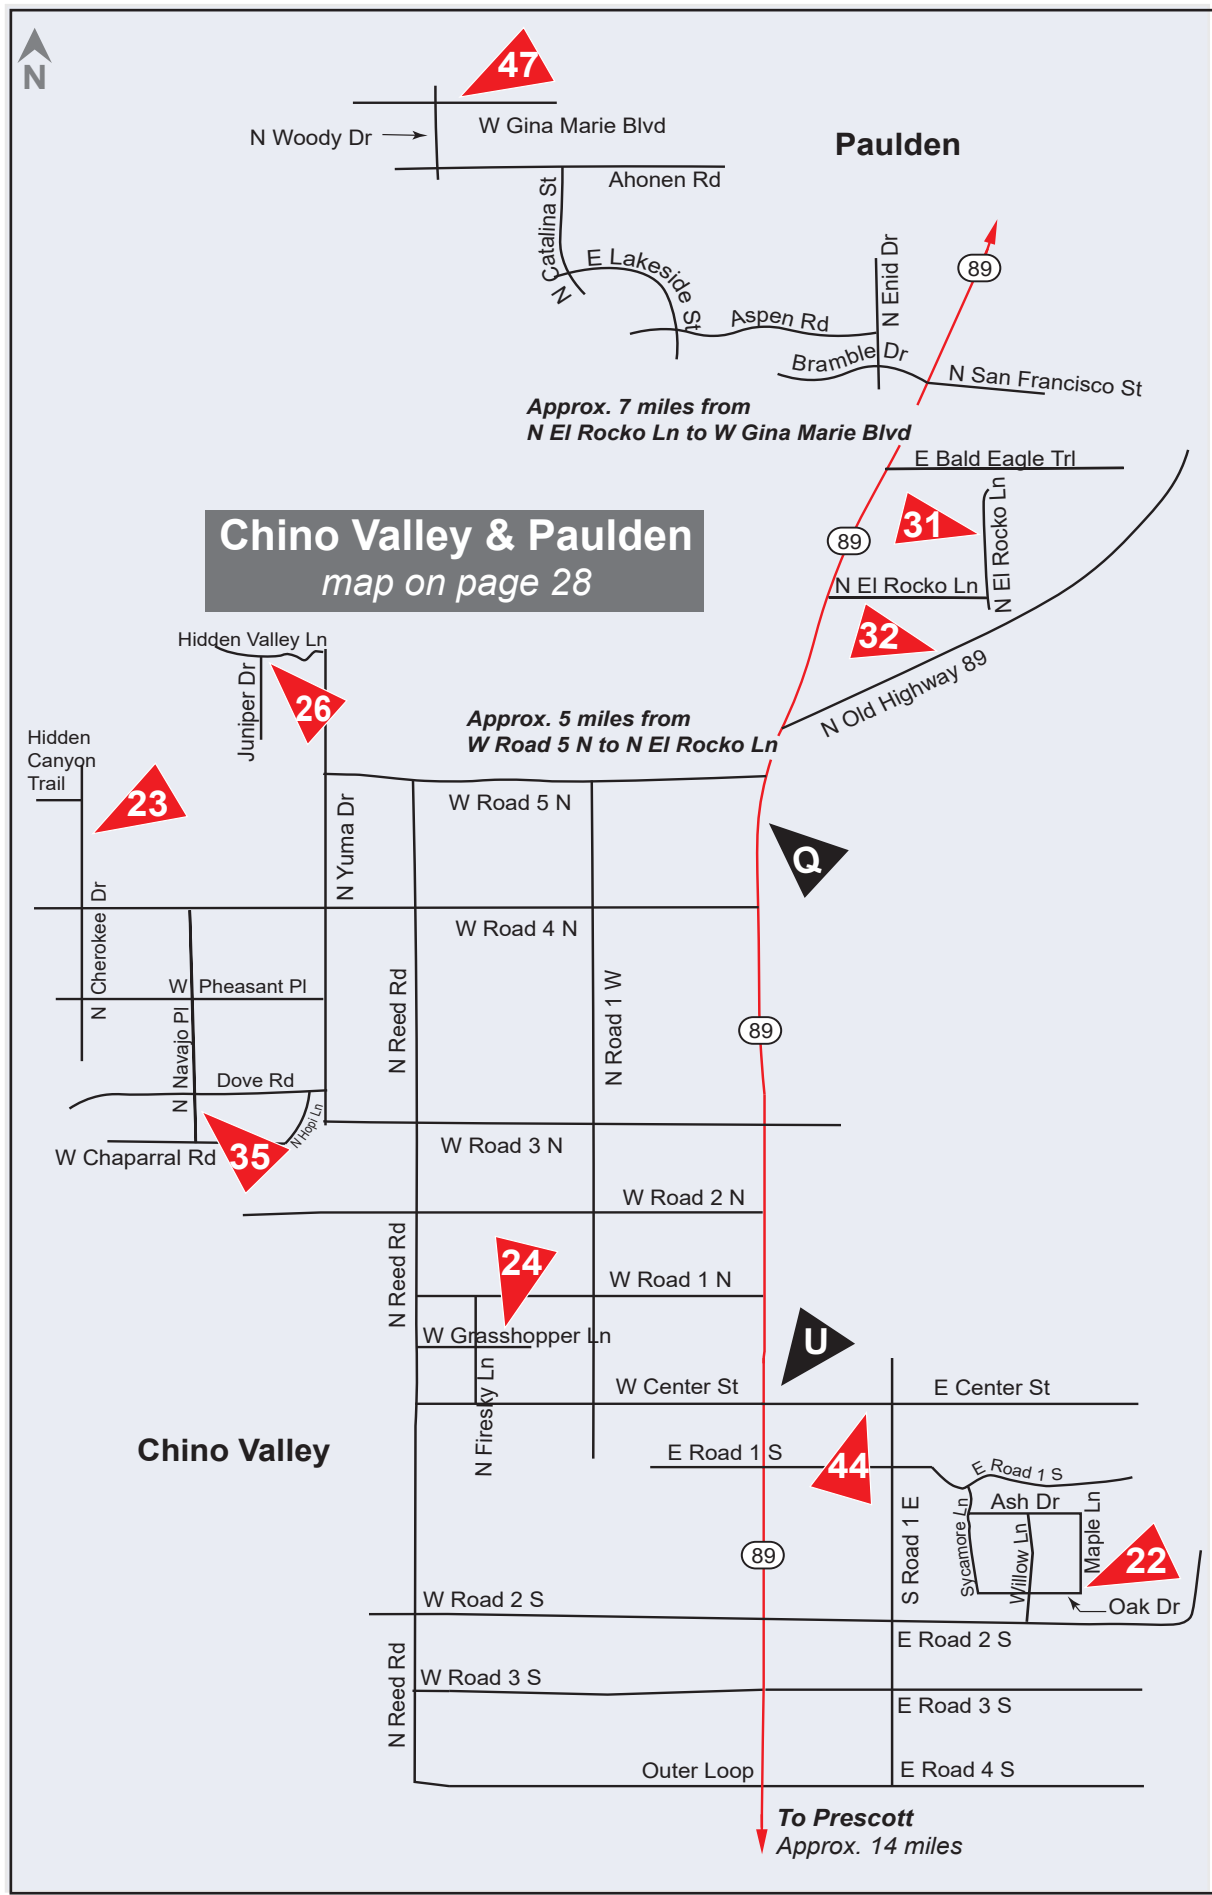 N
47
W Gina Marie Blvd
N Woody Dr
Paulden
Ahonen Rd
N Catalina St
E Lakeside St
N Enid Dr
89
Aspen Rd
Bramble Dr
N San Francisco St
Approx. 7 miles from
N El Rocko Ln to W Gina Marie Blvd
E Bald Eagle Trl
31
N El Rocko Ln
89
Chino Valley & Paulden
map on page 28
N El Rocko Ln
32
N Old Highway 89
Hidden Valley Ln
Juniper Dr
26
Approx. 5 miles from
W Road 5 N to N El Rocko Ln
Hidden
Canyon
Trail
23
W Road 5 N
N Yuma Dr
Q
N Cherokee Dr
W Road 4 N
W Pheasant Pl
N Reed Rd
N Road 1 W
89
N Navajo Pl
Dove Rd
N Hopi Ln
W Chaparral Rd
35
W Road 3 N
W Road 2 N
N Reed Rd
24
W Road 1 N
W Grasshopper Ln
U
N Firesky Ln
W Center St
E Center St
Chino Valley
E Road 1 S
44
E Road 1 S
S Road 1 E
Sycamore Ln
Ash Dr
Willow Ln
Maple Ln
22
89
Oak Dr
W Road 2 S
E Road 2 S
N Reed Rd
W Road 3 S
E Road 3 S
Outer Loop
E Road 4 S
To Prescott
Approx. 14 miles